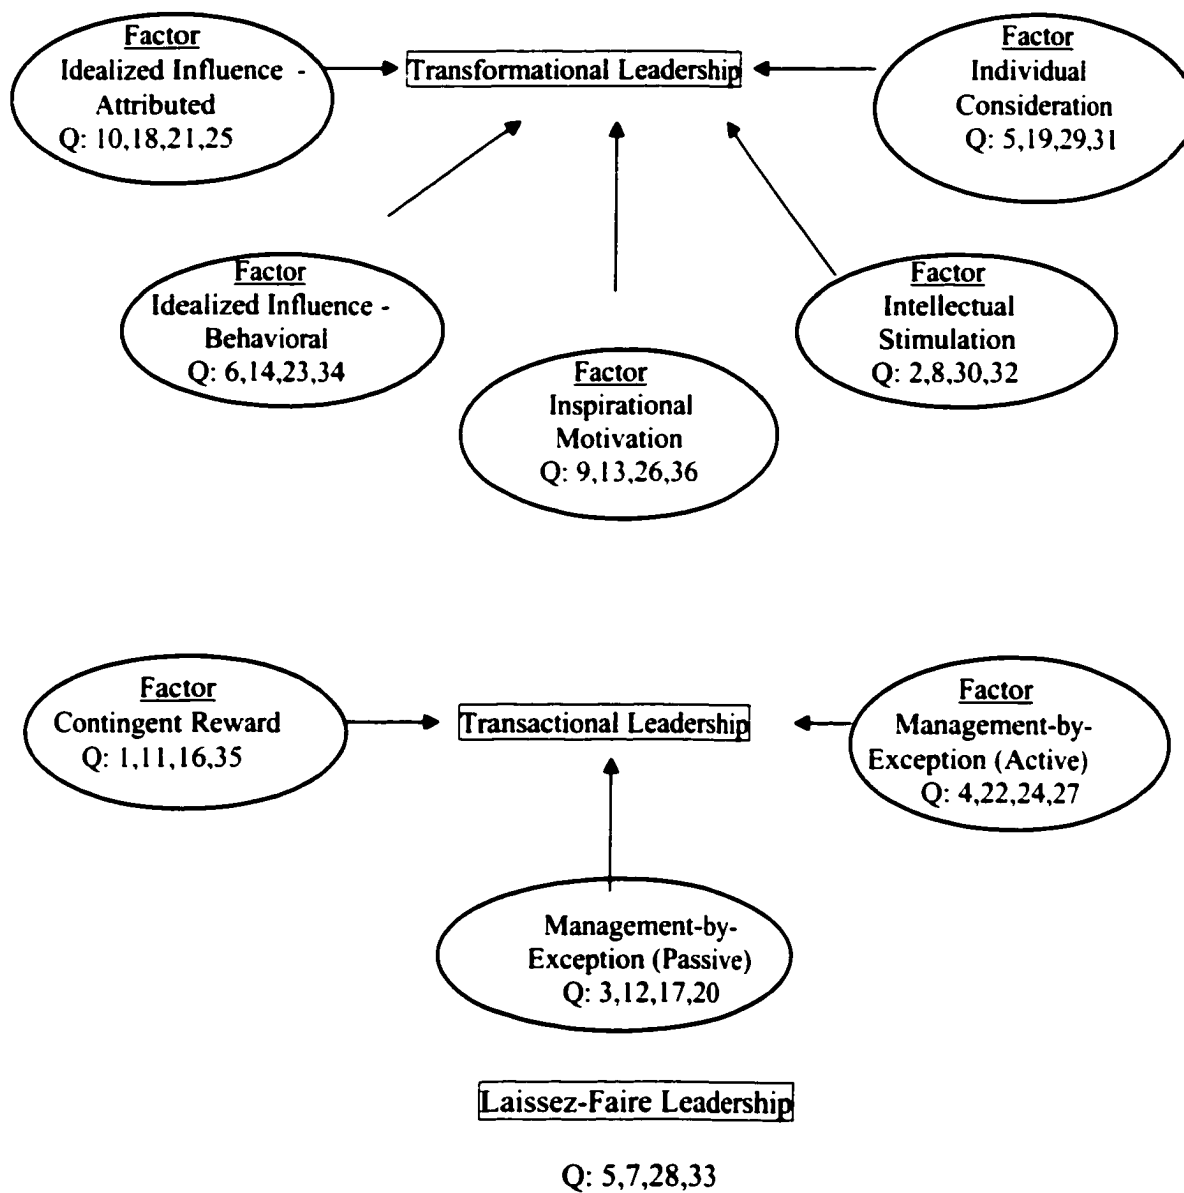 Factor
Idealized Influence -
Attributed
Q: 10,18,21,25
Transformational Leadership
Factor
Individual
Consideration
Q: 5,19,29,31
Factor
Idealized Influence -
Behavioral
Q: 6,14,23,34
Factor
Inspirational
Motivation
Q: 9,13,26,36
Factor
Intellectual
Stimulation
Q: 2,8,30,32
Factor
Contingent Reward
Q: 1,11,16,35
Transactional Leadership
Factor
Management-by-
Exception (Active)
Q: 4,22,24,27
Management-by-
Exception (Passive)
Q: 3,12,17,20
Laissez-Faire Leadership
Q: 5,7,28,33